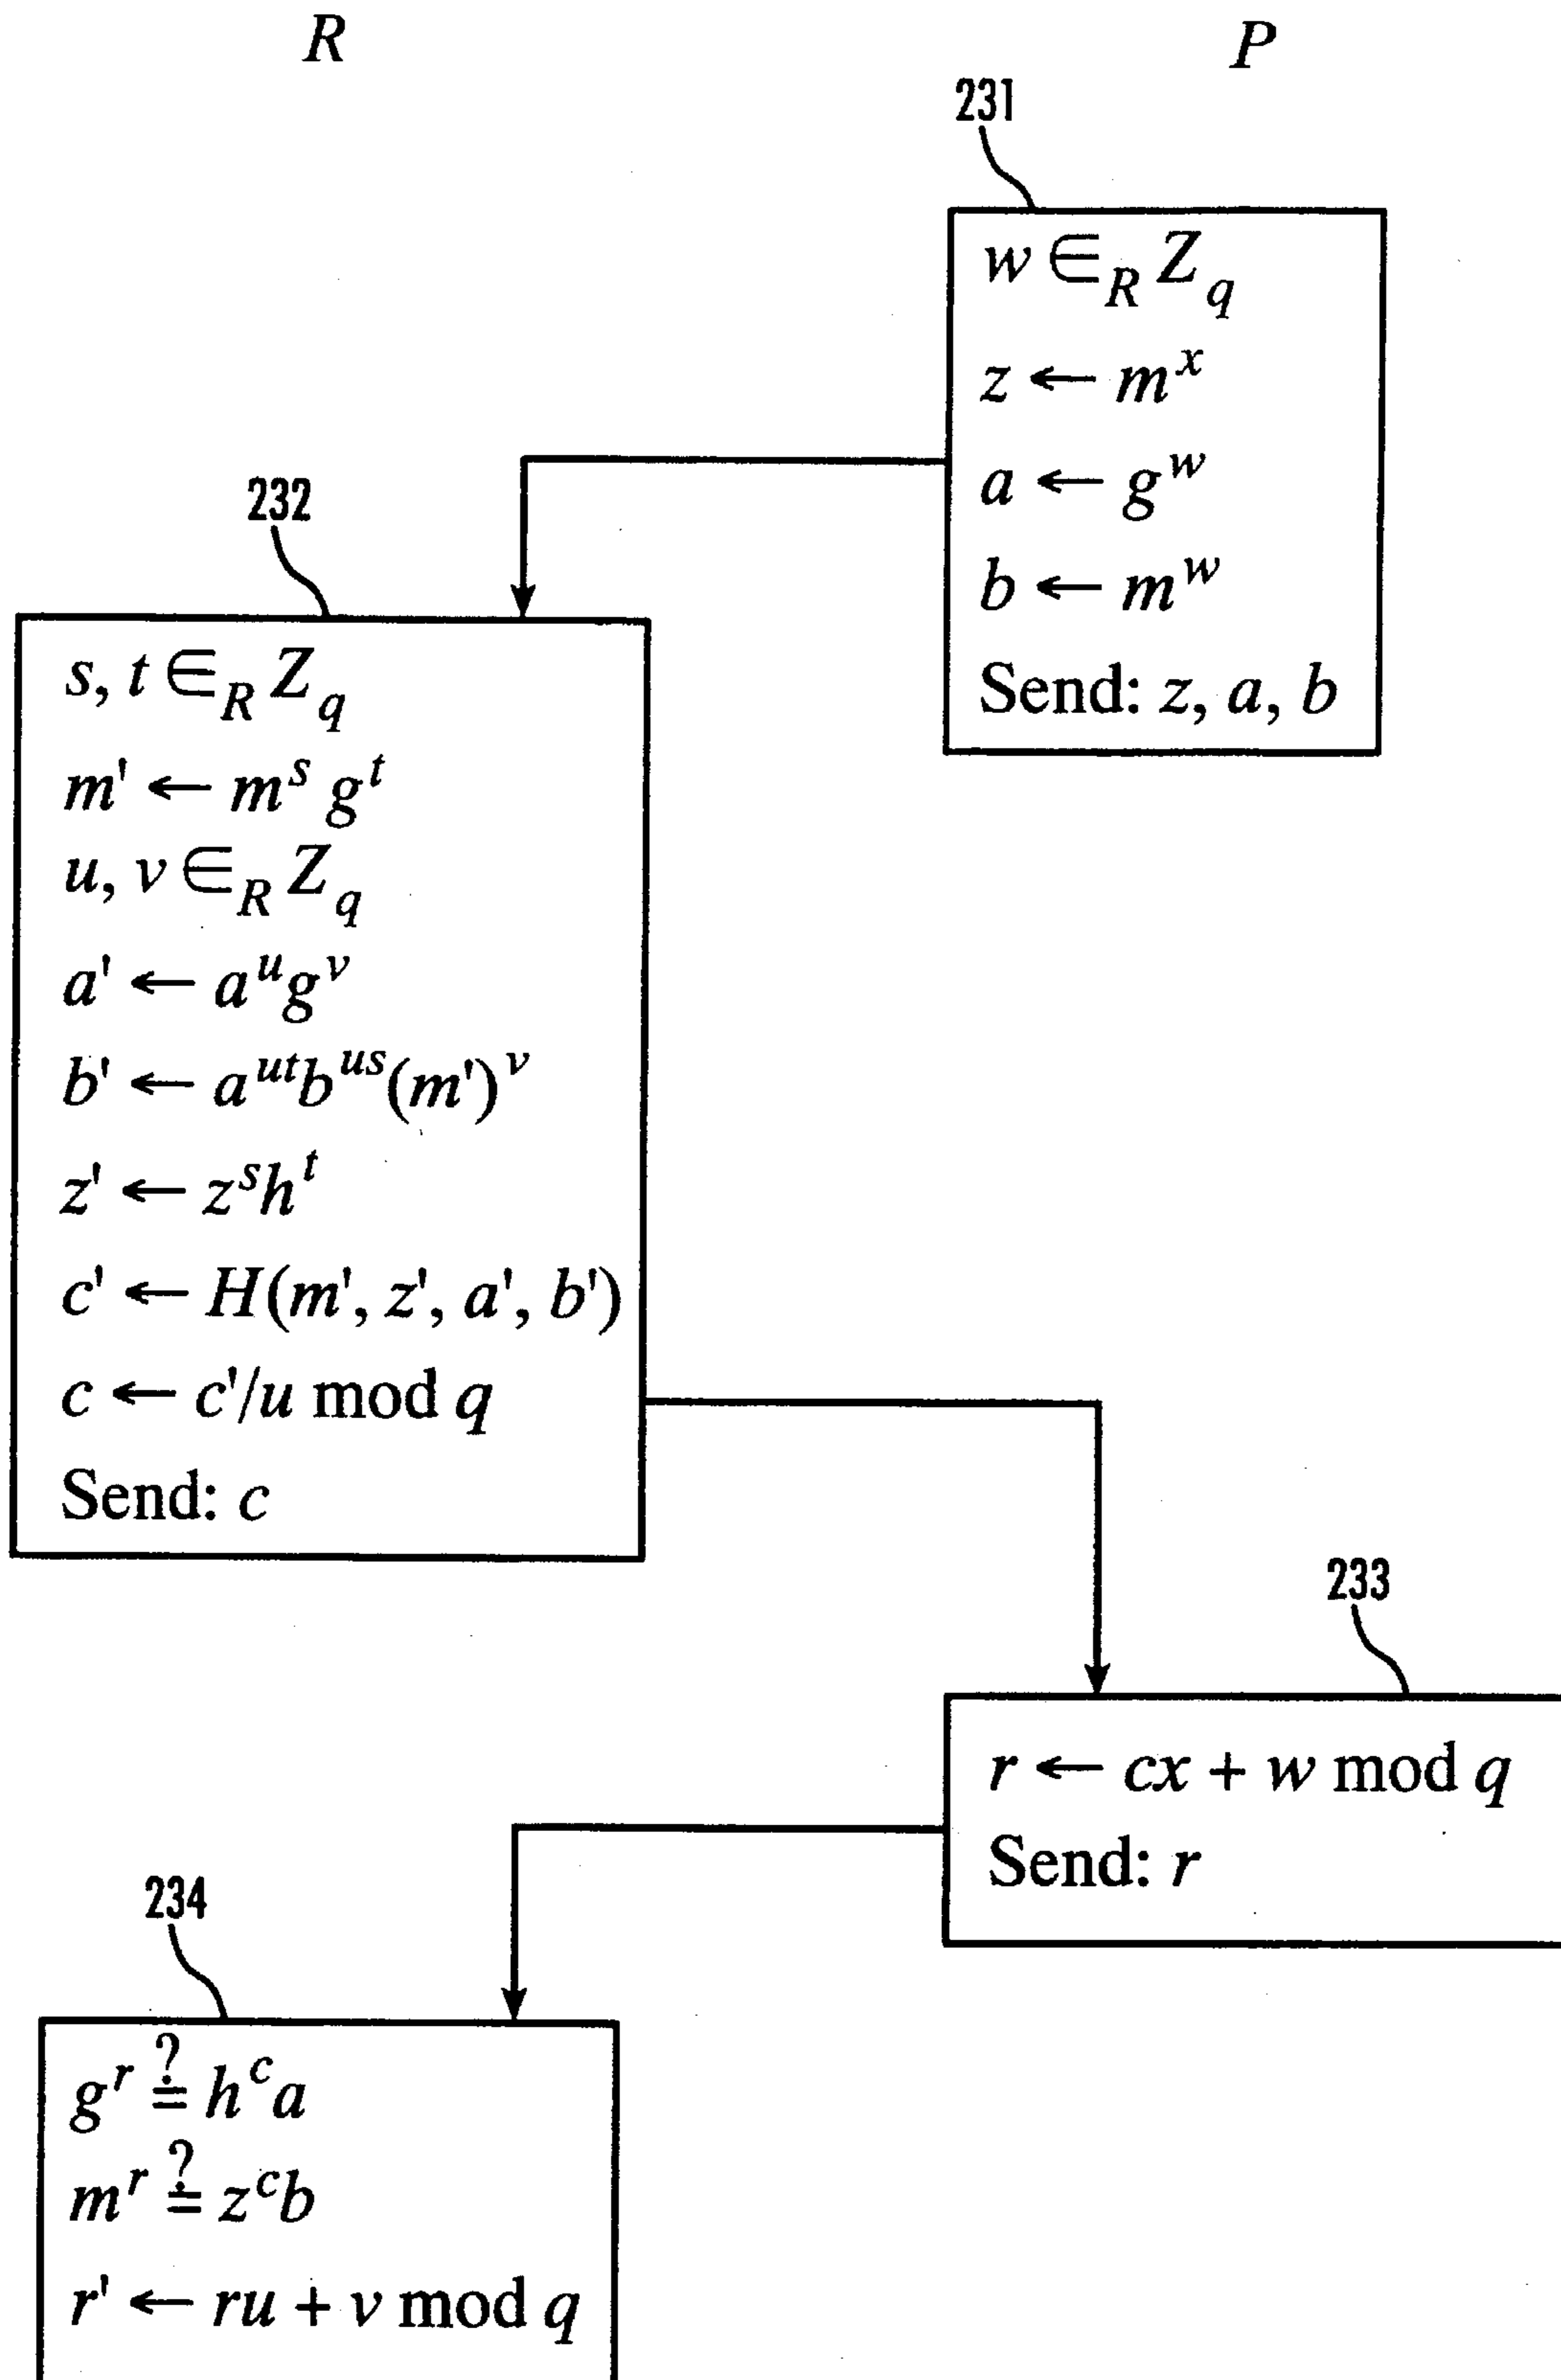 R
P
231
w ∈_R Z_q
z ← m^x
a ← g^w
b ← m^w
Send: z, a, b
232
s, t ∈_R Z_q
m' ← m^s g^t
u, v ∈_R Z_q
a' ← a^u g^v
b' ← a^{ut} b^{us} (m')^v
z' ← z^s h^t
c' ← H(m', z', a', b')
c ← c'/u mod q
Send: c
233
r ← cx + w mod q
Send: r
234
g^r ≟ h^c a
m^r ≟ z^c b
r' ← ru + v mod q